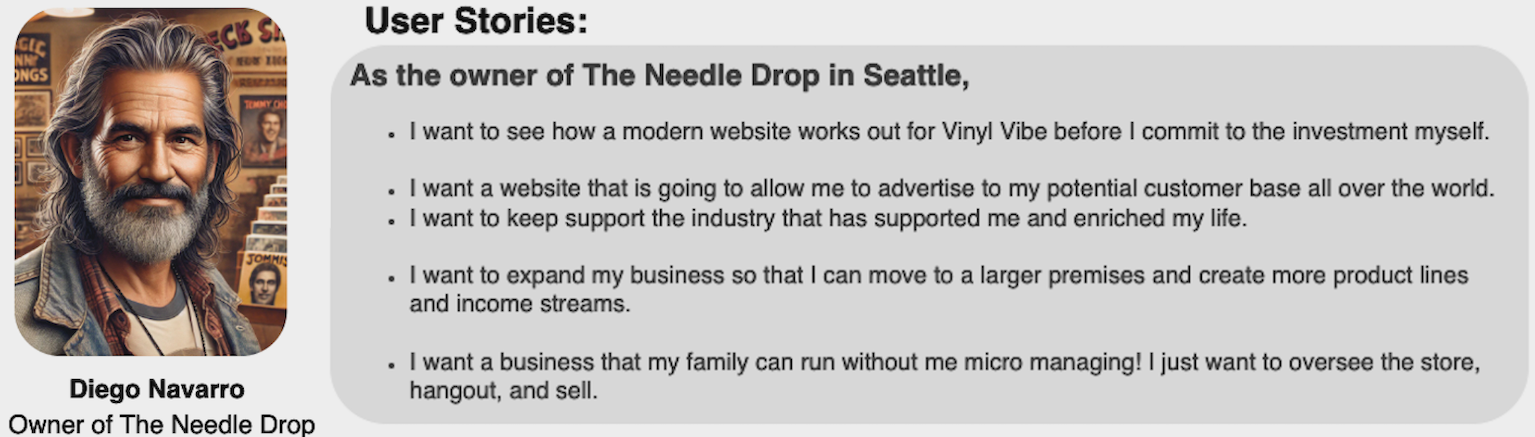 User Stories:
As the owner of The Needle Drop in Seattle,
• I want to see how a modern website works out for Vinyl Vibe before I commit to the investment myself.
• I want a website that is going to allow me to advertise to my potential customer base all over the world.
• I want to keep support the industry that has supported me and enriched my life.
• I want to expand my business so that I can move to a larger premises and create more product lines
and income streams.
• I want a business that my family can run without me micro managing! I just want to oversee the store,
hangout, and sell.
Diego Navarro
Owner of The Needle Drop